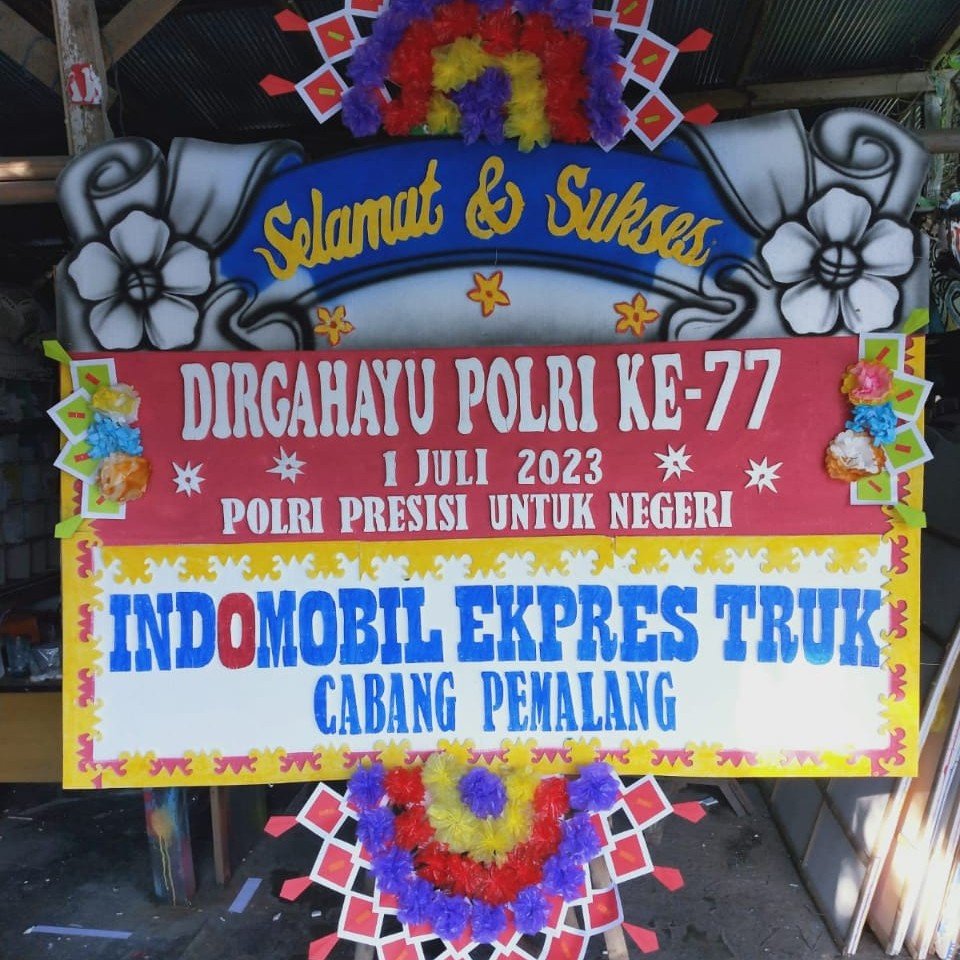 Selamat & Sukses
DIRGAHAYU POLRI KE-77
1 JULI 2023
POLRI PRESISI UNTUK NEGERI
INDOMOBIL EKPRES TRUK
CABANG PEMALANG